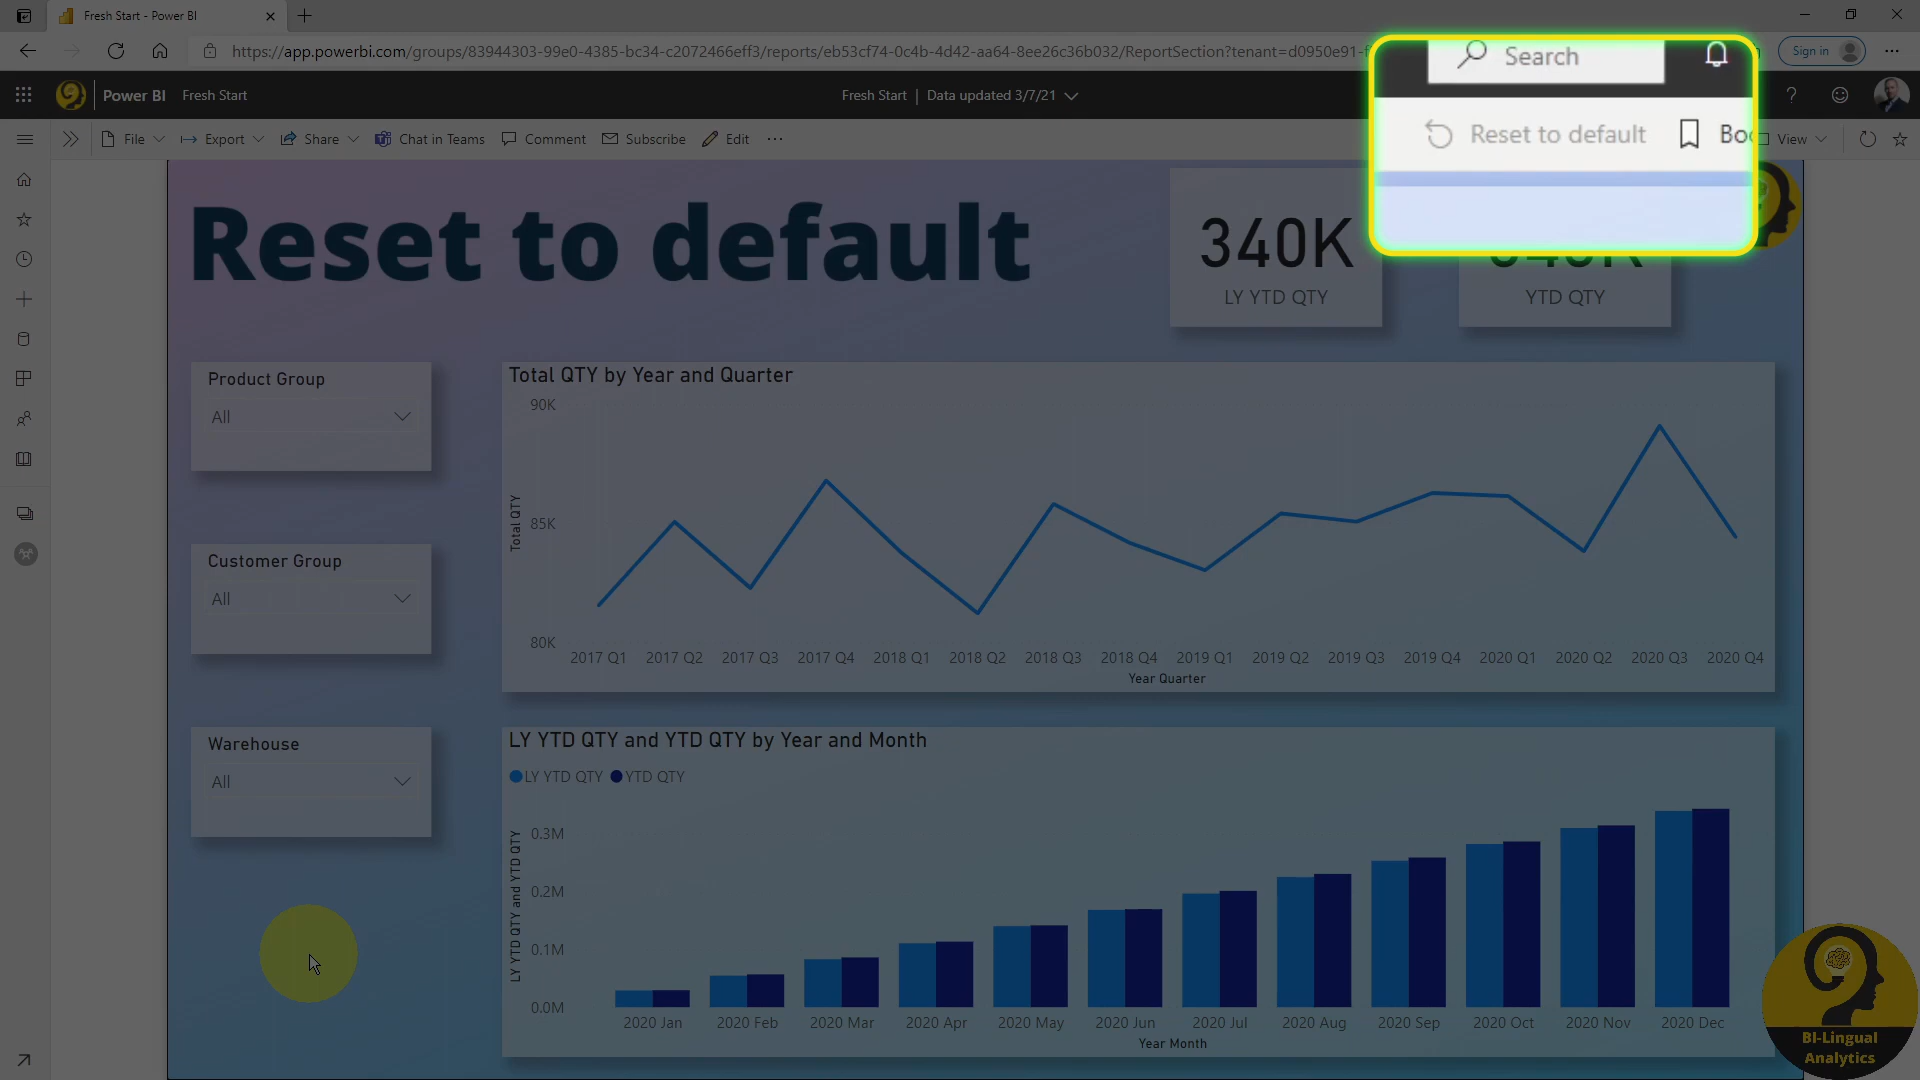 Fresh Start - Power BI
https://app.powerbi.com/groups/83944303-99e0-4385-bc34-c2072466eff3/reports/eb53cf74-0c4b-4d42-aa64-8ee26c36b032/ReportSection?tenant=d0950e91-f
Sign in
Power BI Fresh Start
Fresh Start | Data updated 3/7/21
Search
File Export Share Chat in Teams Comment Subscribe Edit
Reset to default Boo
View
Reset to default
340K
LY YTD QTY
YTD QTY
Product Group
All
Customer Group
All
Warehouse
All
Total QTY by Year and Quarter
90K
85K
80K
Total QTY
2017 Q1 2017 Q2 2017 Q3 2017 Q4 2018 Q1 2018 Q2 2018 Q3 2018 Q4 2019 Q1 2019 Q2 2019 Q3 2019 Q4 2020 Q1 2020 Q2 2020 Q3 2020 Q4
Year Quarter
LY YTD QTY and YTD QTY by Year and Month
LY YTD QTY YTD QTY
0.3M
0.2M
0.1M
0.0M
LY YTD QTY and YTD QTY
2020 Jan 2020 Feb 2020 Mar 2020 Apr 2020 May 2020 Jun 2020 Jul 2020 Aug 2020 Sep 2020 Oct 2020 Nov 2020 Dec
Year Month
BI-Lingual
Analytics